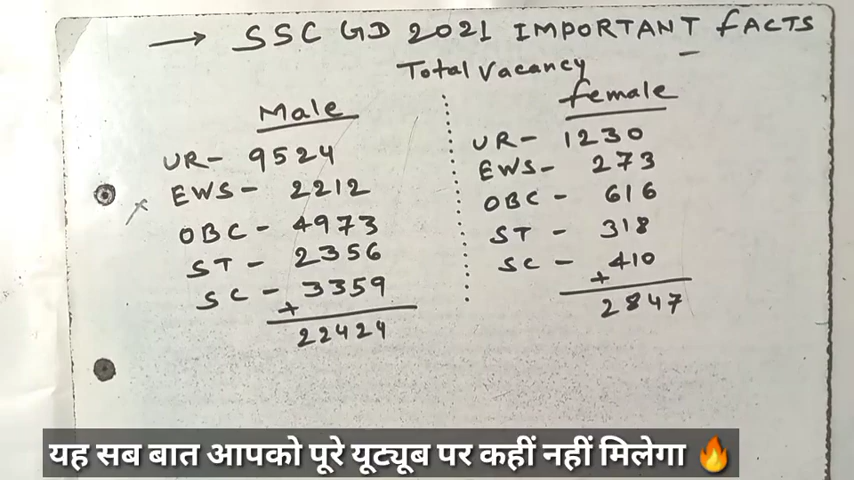 → SSC GD 2021 IMPORTANT FACTS
Total Vacancy
Male
UR- 9524
EWS- 2212
OBC- 4973
ST- 2356
SC- 3359
+
22424
female
UR- 1230
EWS- 273
OBC- 616
ST- 318
SC- 410
+
2847
यह सब बात आपको पूरे यूट्यूब पर कहीं नहीं मिलेगा 🔥